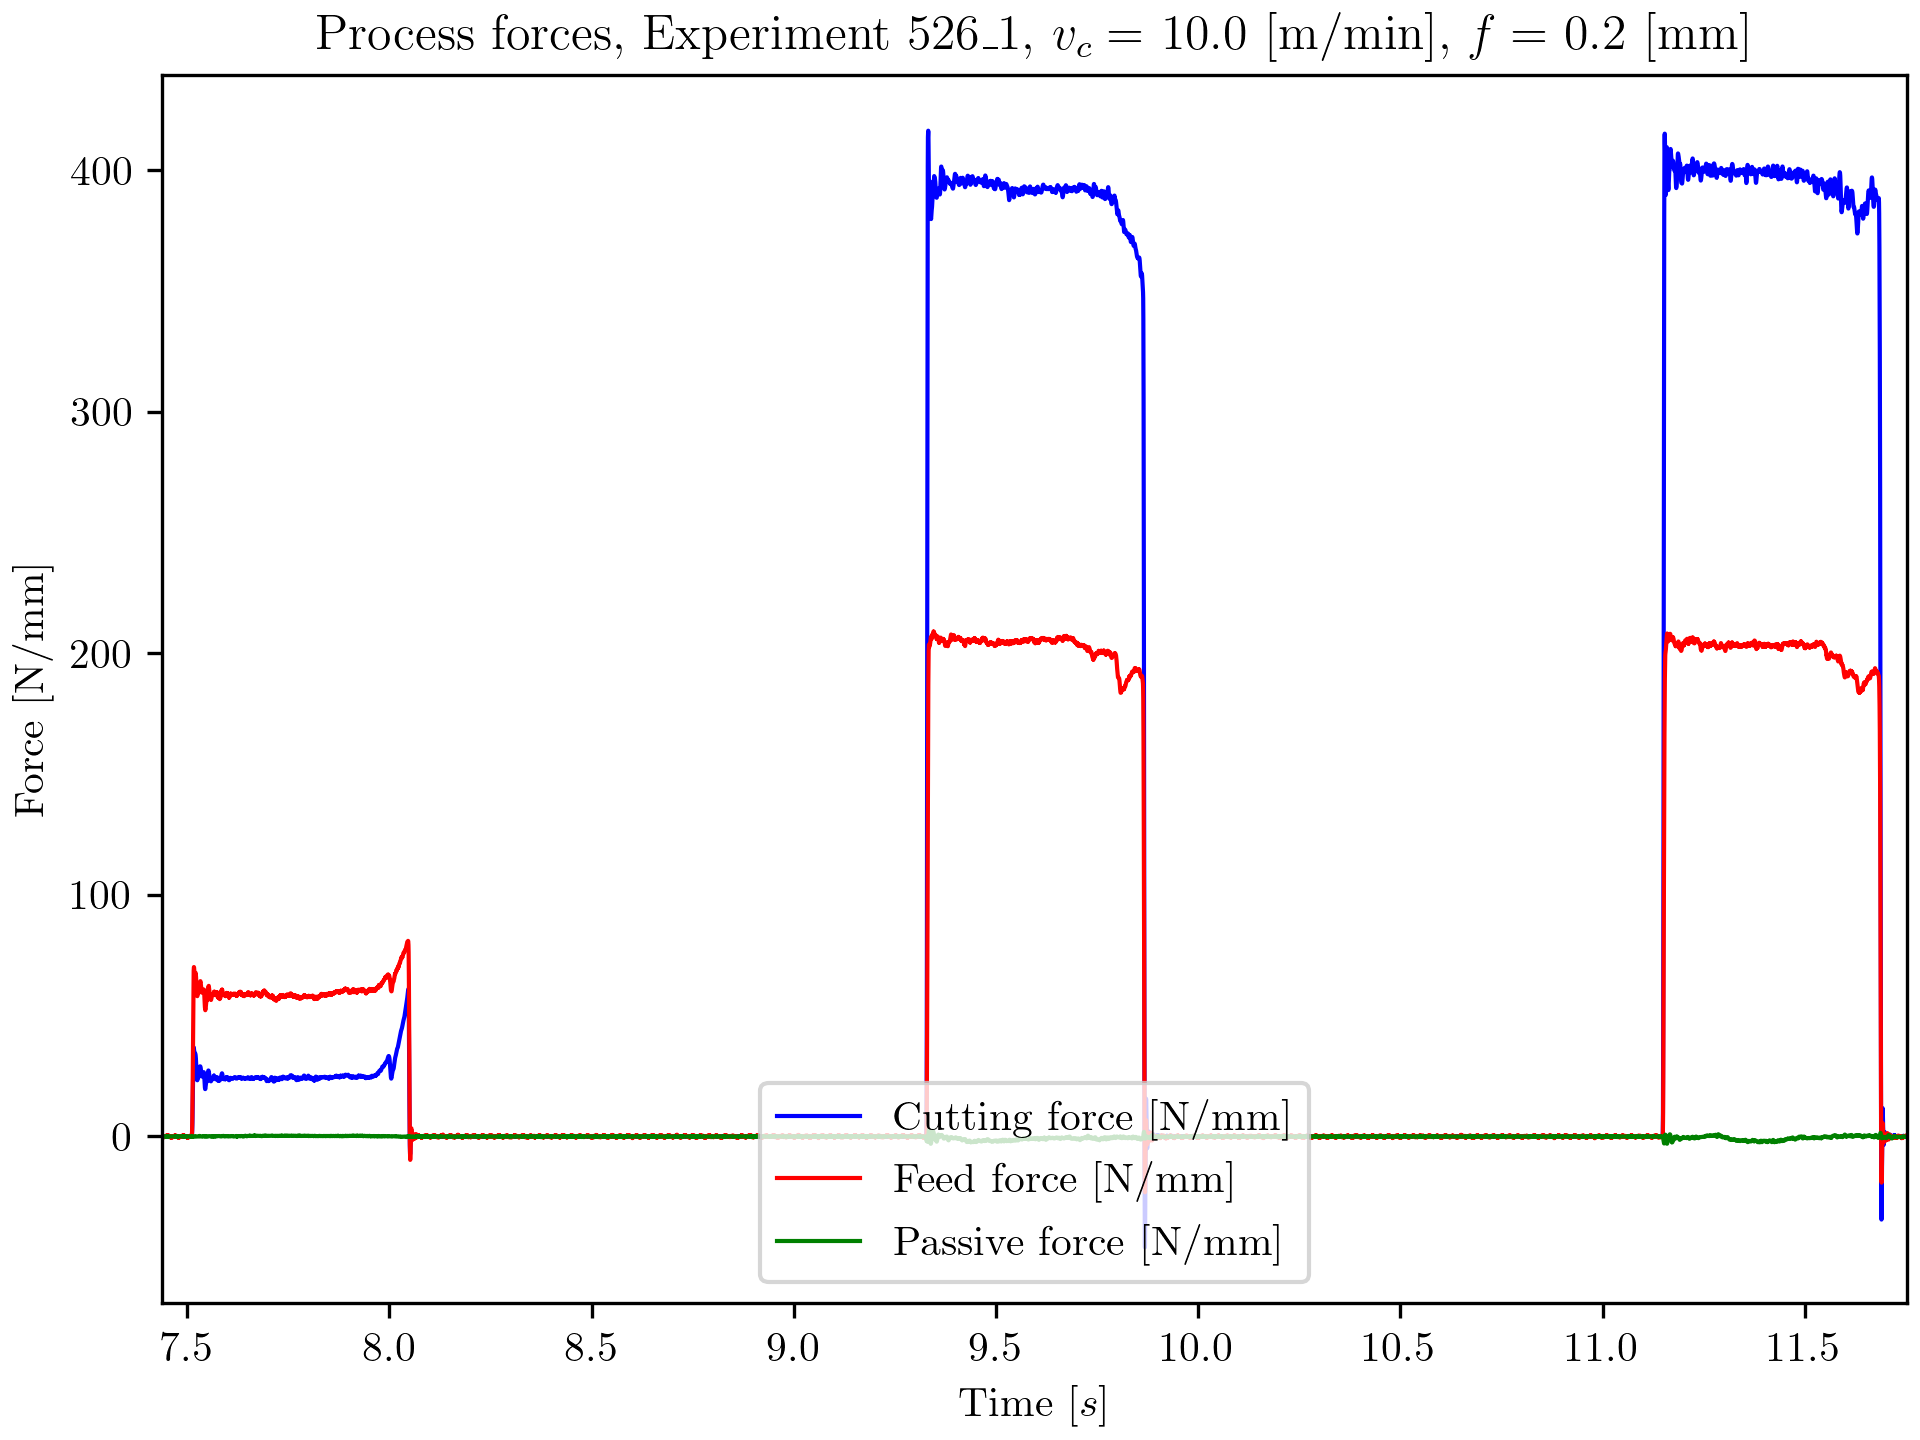 Process forces, Experiment 526_1, v_c = 10.0 [m/min], f = 0.2 [mm]
Force [N/mm]
400
300
200
100
0
Cutting force [N/mm]
Feed force [N/mm]
Passive force [N/mm]
7.5 8.0 8.5 9.0 9.5 10.0 10.5 11.0 11.5
Time [s]